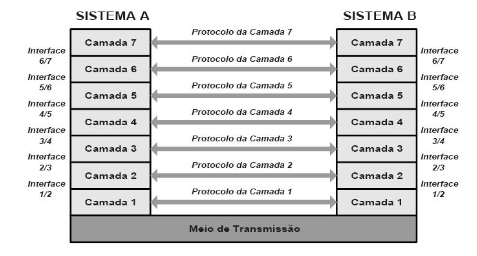 SISTEMA A
SISTEMA B
Protocolo da Camada 7
Camada 7
Camada 7
Interface
6/7
Interface
6/7
Protocolo da Camada 6
Camada 6
Camada 6
Interface
5/6
Interface
5/6
Protocolo da Camada 5
Camada 5
Camada 5
Interface
4/5
Interface
4/5
Protocolo da Camada 4
Camada 4
Camada 4
Interface
3/4
Interface
3/4
Protocolo da Camada 3
Camada 3
Camada 3
Interface
2/3
Interface
2/3
Protocolo da Camada 2
Camada 2
Camada 2
Interface
1/2
Interface
1/2
Protocolo da Camada 1
Camada 1
Camada 1
Meio de Transmissão